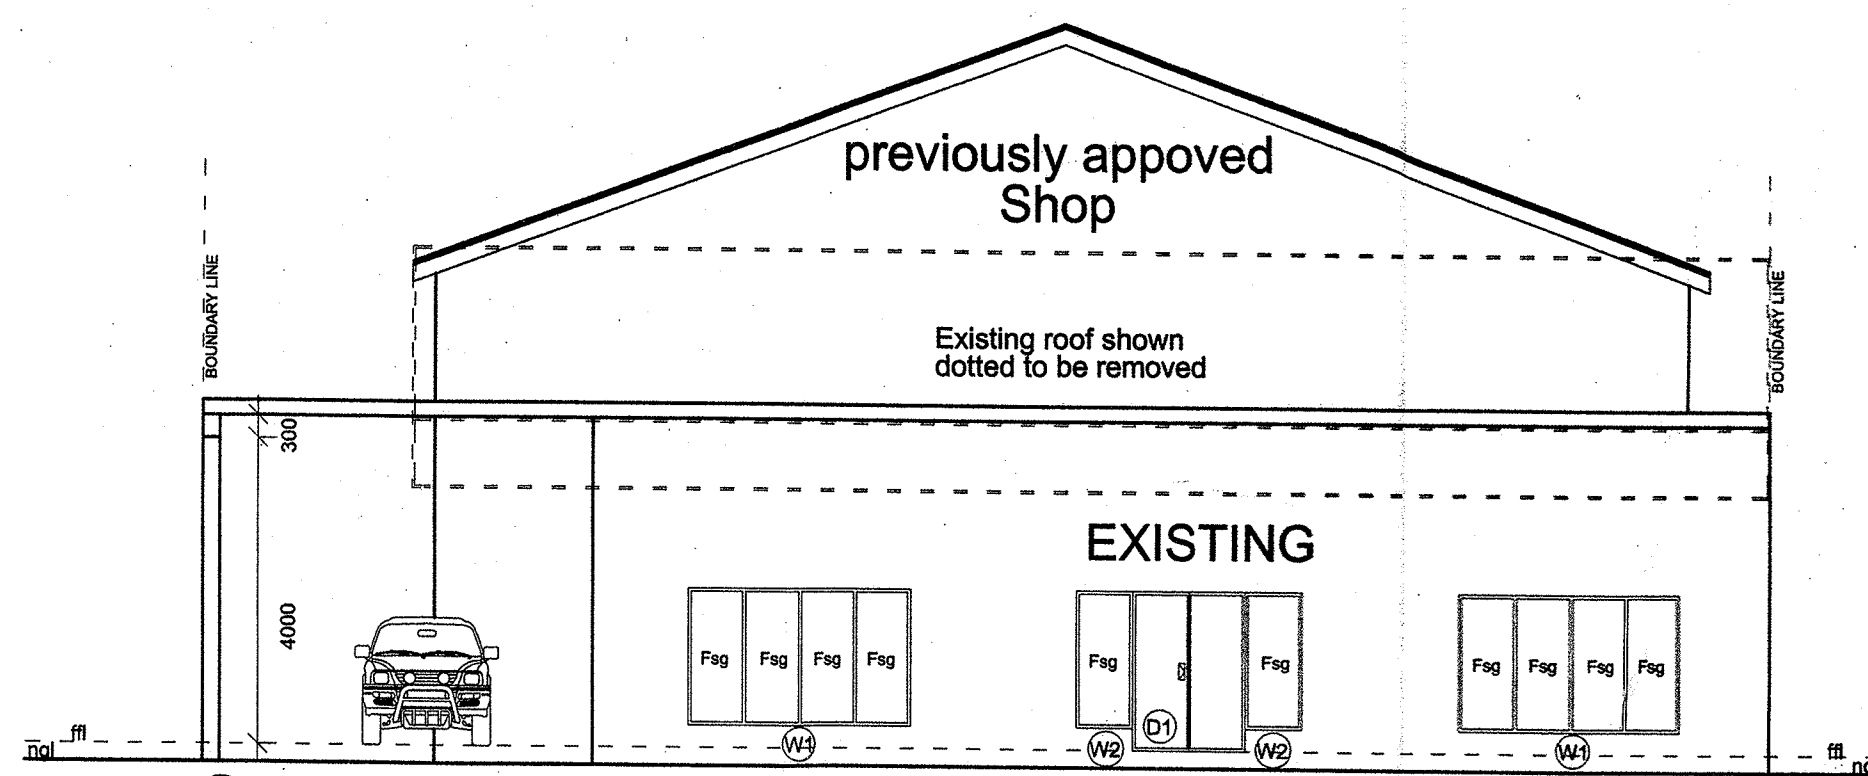 previously appoved
Shop
BOUNDARY LINE
BOUNDARY LINE
Existing roof shown
dotted to be removed
300
4000
EXISTING
Fsg Fsg Fsg Fsg
Fsg Fsg
Fsg Fsg Fsg Fsg
D1
W1
W2
W2
W1
ffl
ngl
ffl